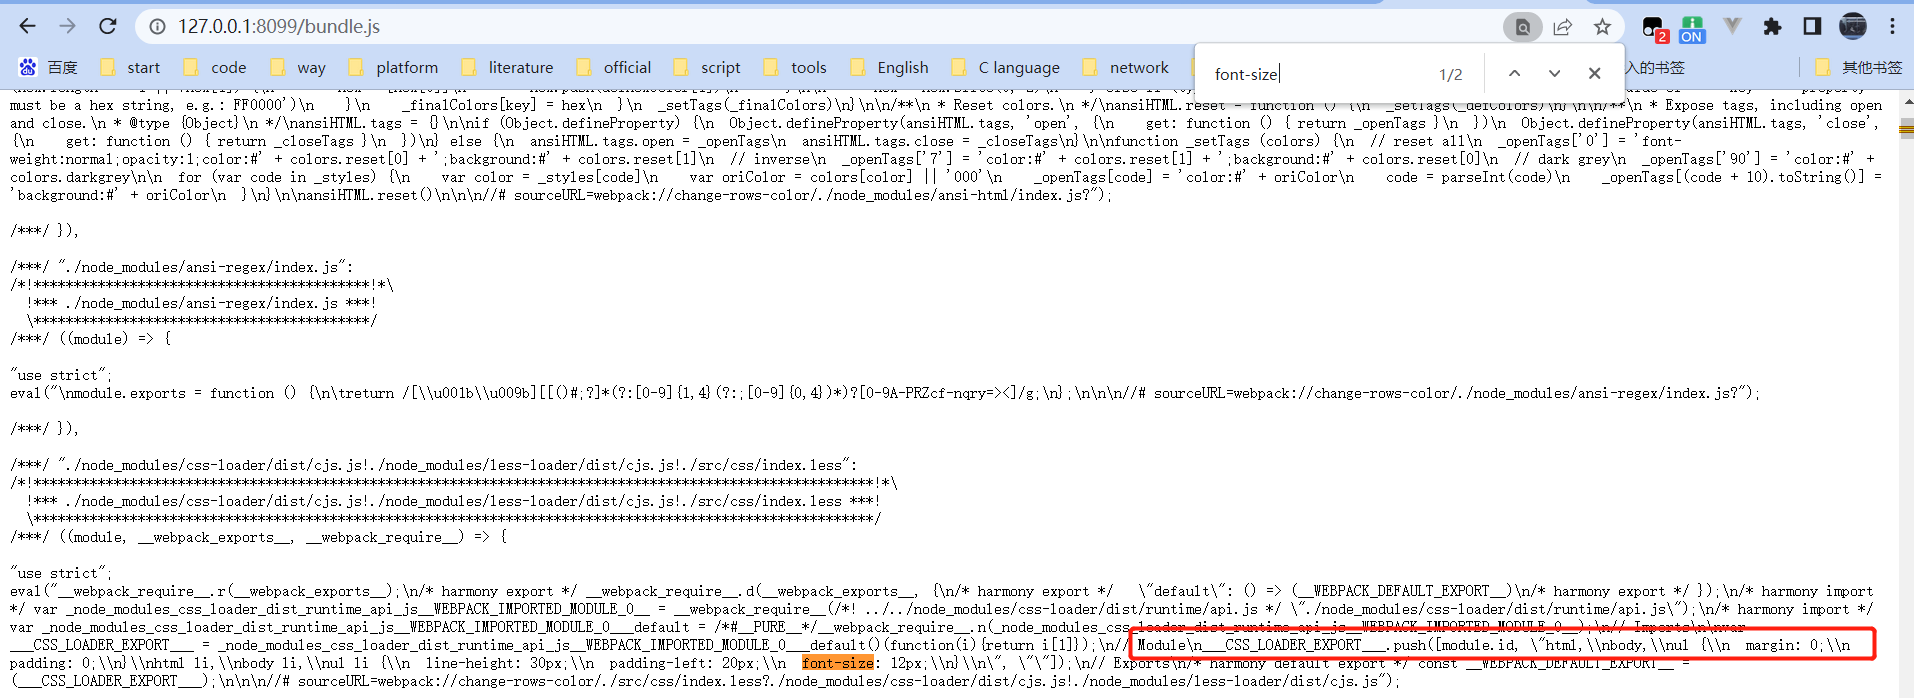 127.0.0.1:8099/bundle.js
2
ON
百度 start code way platform literature official script tools English C language network 入的书签 其他书签
font-size 1/2
must be a hex string, e.g.: FF0000')\n    }\n    _finalColors[key] = hex\n  }\n  _setTags(_finalColors)\n}\n\n/**\n * Reset colors.\n */\nansiHTML.reset = function () {\n  _setTags(_defColors)\n}\n\n/**\n * Expose tags, including open
and close.\n * @type {Object}\n */\nansiHTML.tags = {}\n\nif (Object.defineProperty) {\n  Object.defineProperty(ansiHTML.tags, 'open', {\n    get: function () { return _openTags }\n  })\n  Object.defineProperty(ansiHTML.tags, 'close',
{\n    get: function () { return _closeTags }\n  })\n} else {\n  ansiHTML.tags.open = _openTags\n  ansiHTML.tags.close = _closeTags\n}\n\nfunction _setTags (colors) {\n  // reset all\n  _openTags['0'] = 'font-
weight:normal;opacity:1;color:#' + colors.reset[0] + ';background:#' + colors.reset[1]\n  // inverse\n  _openTags['7'] = 'color:#' + colors.reset[1] + ';background:#' + colors.reset[0]\n  // dark grey\n  _openTags['90'] = 'color:#' +
colors.darkgrey\n\n  for (var code in _styles) {\n    var color = _styles[code]\n    var oriColor = colors[color] || '000'\n    _openTags[code] = 'color:#' + oriColor\n    code = parseInt(code)\n    _openTags[(code + 10).toString()] =
'background:#' + oriColor\n  }\n}\n\nansiHTML.reset()\n\n\n//# sourceURL=webpack://change-rows-color/./node_modules/ansi-html/index.js?");
/***/ }),
/***/ "./node_modules/ansi-regex/index.js":
/*!******************************************!*\
  !*** ./node_modules/ansi-regex/index.js ***!
  \******************************************/
/***/ ((module) => {
"use strict";
eval("\nmodule.exports = function () {\n\treturn /[\\u001b\\u009b][[()#;?]*(?:[0-9]{1,4}(?:;[0-9]{0,4})*)?[0-9A-PRZcf-nqry=><]/g;\n};\n\n\n//# sourceURL=webpack://change-rows-color/./node_modules/ansi-regex/index.js?");
/***/ }),
/***/ "./node_modules/css-loader/dist/cjs.js!./node_modules/less-loader/dist/cjs.js!./src/css/index.less":
/*!*********************************************************************************************************!*\
  !*** ./node_modules/css-loader/dist/cjs.js!./node_modules/less-loader/dist/cjs.js!./src/css/index.less ***!
  \*********************************************************************************************************/
/***/ ((module, __webpack_exports__, __webpack_require__) => {
"use strict";
eval("__webpack_require__.r(__webpack_exports__);\n/* harmony export */ __webpack_require__.d(__webpack_exports__, {\n/* harmony export */   \"default\": () => (__WEBPACK_DEFAULT_EXPORT__)\n/* harmony export */ });\n/* harmony import
*/ var _node_modules_css_loader_dist_runtime_api_js__WEBPACK_IMPORTED_MODULE_0__ = __webpack_require__(/*! ../../node_modules/css-loader/dist/runtime/api.js */ \"./node_modules/css-loader/dist/runtime/api.js\");\n/* harmony import */
var _node_modules_css_loader_dist_runtime_api_js__WEBPACK_IMPORTED_MODULE_0___default = /*#__PURE__*/__webpack_require__.n(_node_modules_css_loader_dist_runtime_api_js__WEBPACK_IMPORTED_MODULE_0__);\n// Imports\n\nvar
___CSS_LOADER_EXPORT___ = _node_modules_css_loader_dist_runtime_api_js__WEBPACK_IMPORTED_MODULE_0___default()(function(i){return i[1]});\n// Module\n___CSS_LOADER_EXPORT___.push([module.id, \"html,\\nbody,\\nul {\\n  margin: 0;\\n
padding: 0;\\n}\\nhtml li,\\nbody li,\\nul li {\\n  line-height: 30px;\\n  padding-left: 20px;\\n  font-size: 12px;\\n}\\n\", \"\"]);\n// Exports\n/* harmony default export */ const __WEBPACK_DEFAULT_EXPORT__ =
(___CSS_LOADER_EXPORT___);\n\n\n//# sourceURL=webpack://change-rows-color/./src/css/index.less?./node_modules/css-loader/dist/cjs.js!./node_modules/less-loader/dist/cjs.js");